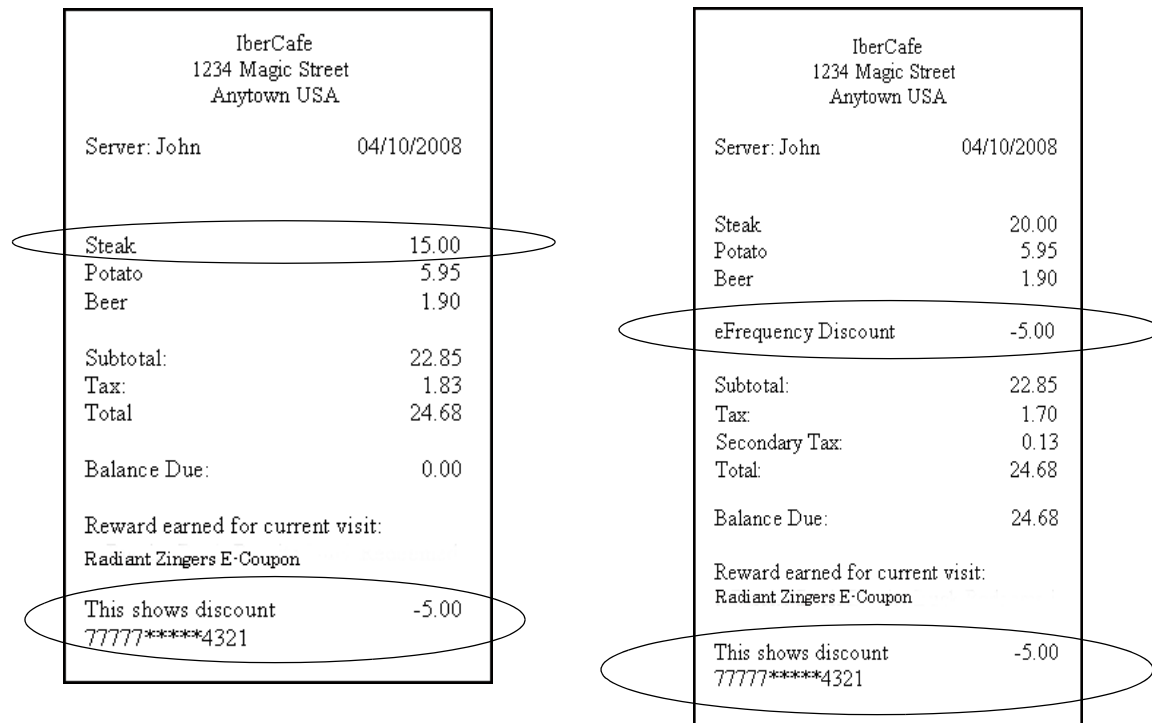 IberCafe
1234 Magic Street
Anytown USA
Server: John 04/10/2008
Steak 15.00
Potato 5.95
Beer 1.90
Subtotal: 22.85
Tax: 1.83
Total 24.68
Balance Due: 0.00
Reward earned for current visit:
Radiant Zingers E-Coupon
This shows discount -5.00
77777*****4321
IberCafe
1234 Magic Street
Anytown USA
Server: John 04/10/2008
Steak 20.00
Potato 5.95
Beer 1.90
eFrequency Discount -5.00
Subtotal: 22.85
Tax: 1.70
Secondary Tax: 0.13
Total: 24.68
Balance Due: 24.68
Reward earned for current visit:
Radiant Zingers E-Coupon
This shows discount -5.00
77777*****4321